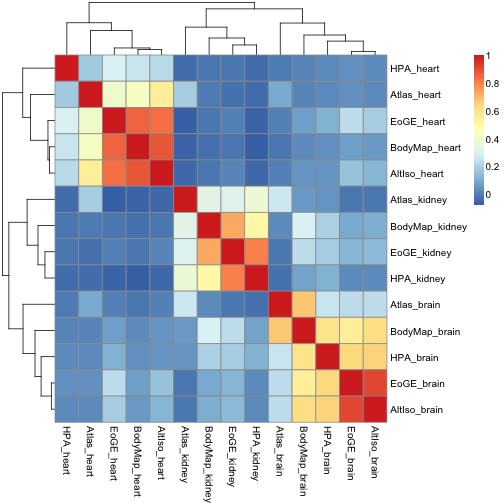 1
0.8
0.6
0.4
0.2
0
HPA_heart
Atlas_heart
EoGE_heart
BodyMap_heart
AltIso_heart
Atlas_kidney
BodyMap_kidney
EoGE_kidney
HPA_kidney
Atlas_brain
BodyMap_brain
HPA_brain
EoGE_brain
AltIso_brain
HPA_heart
Atlas_heart
EoGE_heart
BodyMap_heart
AltIso_heart
Atlas_kidney
BodyMap_kidney
EoGE_kidney
HPA_kidney
Atlas_brain
BodyMap_brain
HPA_brain
EoGE_brain
AltIso_brain